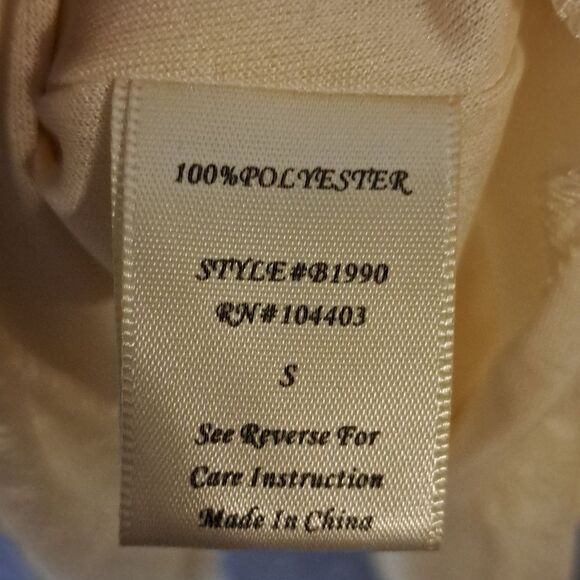 100%POLYESTER
STYLE#B1990
RN#104403
S
See Reverse For
Care Instruction
Made In China